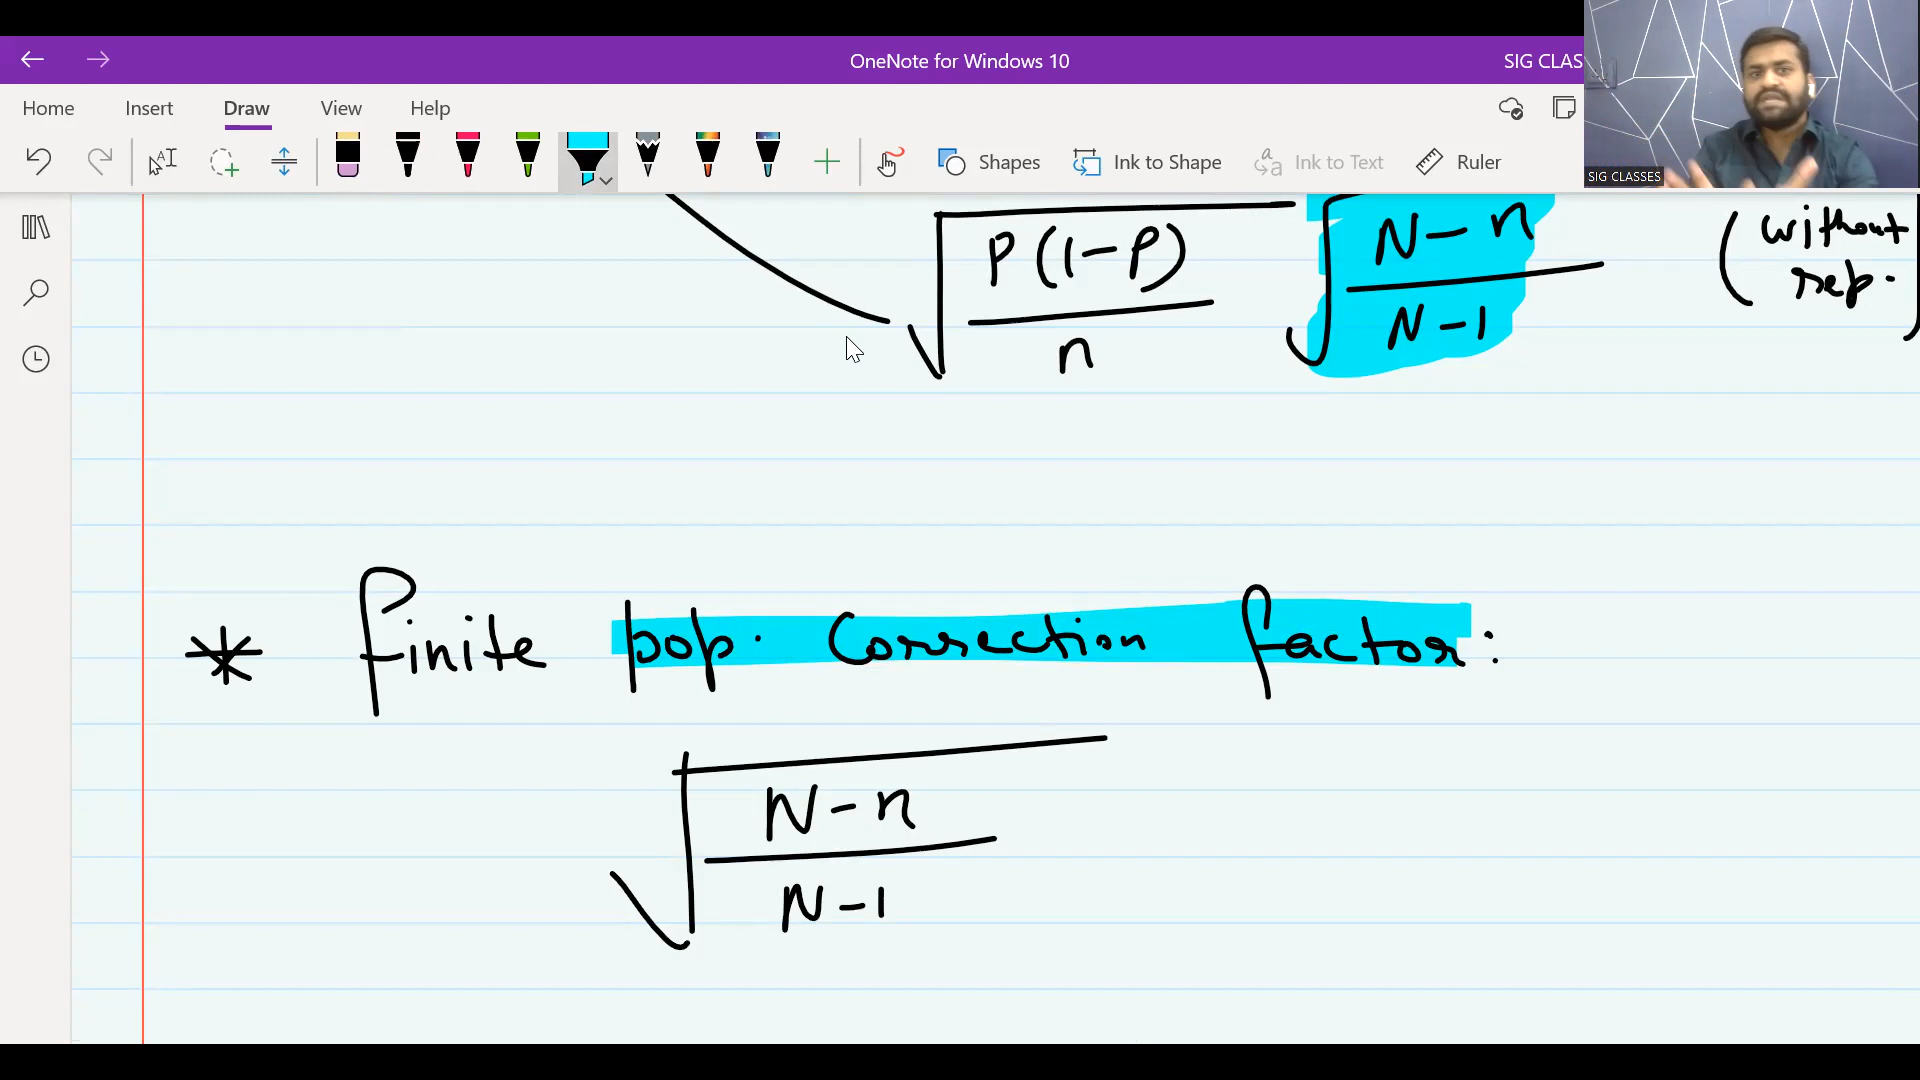 OneNote for Windows 10
SIG CLAS
Home Insert Draw View Help
Shapes Ink to Shape Ink to Text Ruler
SIG CLASSES
√ P(1-P) / n √ N-n / N-1 (without rep.)
* finite pop. Correction factor:
√ N-n / N-1